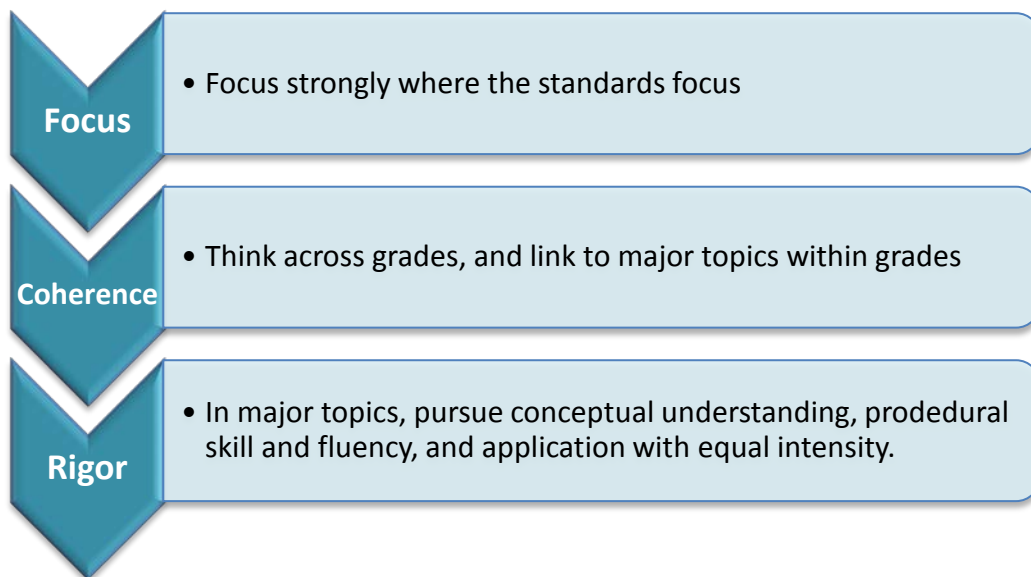 Focus
• Focus strongly where the standards focus
Coherence
• Think across grades, and link to major topics within grades
Rigor
• In major topics, pursue conceptual understanding, prodedural
skill and fluency, and application with equal intensity.